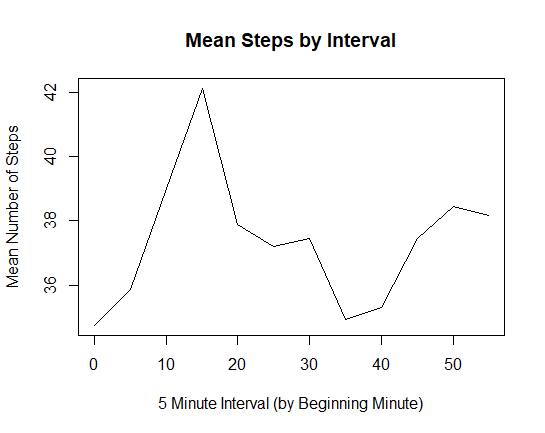 Mean Steps by Interval
Mean Number of Steps
42
40
38
36
0 10 20 30 40 50
5 Minute Interval (by Beginning Minute)